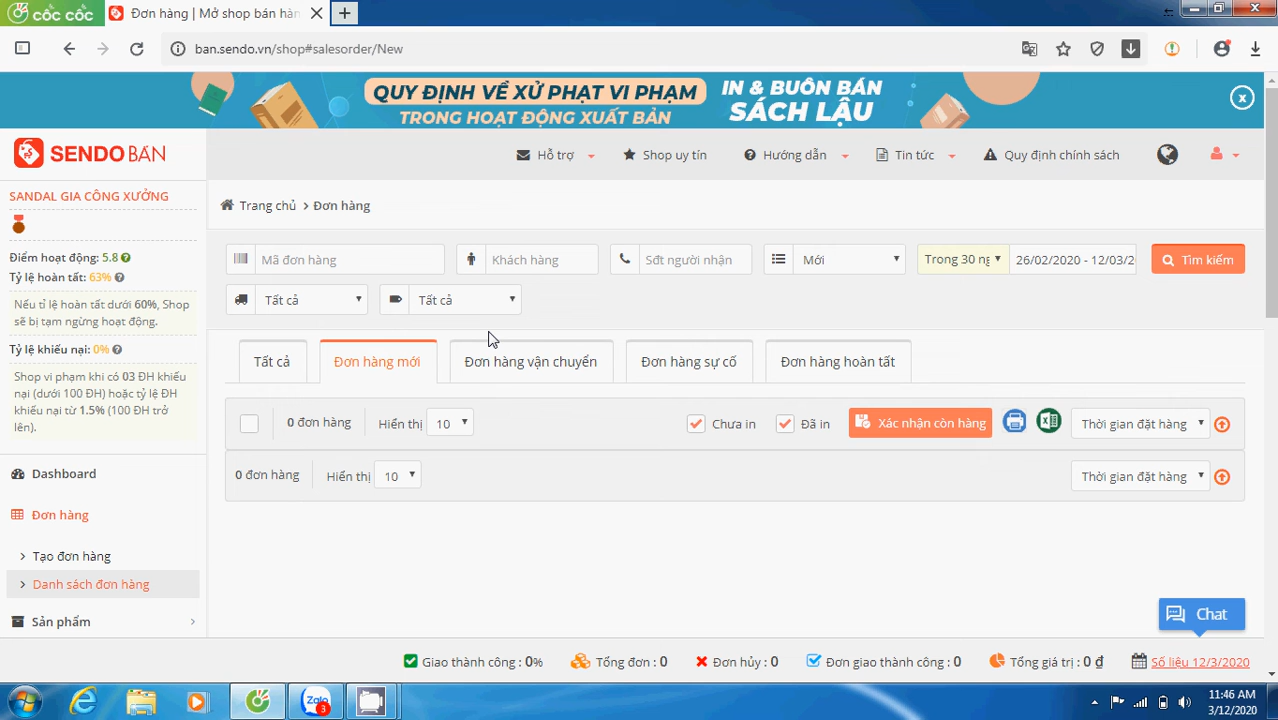 cốc cốc
Đơn hàng | Mở shop bán hàn
ban.sendo.vn/shop#salesorder/New
QUY ĐỊNH VỀ XỬ PHẠT VI PHẠM
TRONG HOẠT ĐỘNG XUẤT BẢN
IN & BUÔN BÁN
SÁCH LẬU
x
SENDO BÁN
Hỗ trợ
Shop uy tín
Hướng dẫn
Tin tức
Quy định chính sách
SANDAL GIA CÔNG XƯỞNG
Điểm hoạt động: 5.8
Tỷ lệ hoàn tất: 63%
Nếu tỉ lệ hoàn tất dưới 60%, Shop
sẽ bị tạm ngừng hoạt động.
Tỷ lệ khiếu nại: 0%
Shop vi phạm khi có 03 ĐH khiếu
nại (dưới 100 ĐH) hoặc tỷ lệ ĐH
khiếu nại từ 1.5% (100 ĐH trở
lên).
Dashboard
Đơn hàng
Tạo đơn hàng
Danh sách đơn hàng
Sản phẩm
Trang chủ > Đơn hàng
Mã đơn hàng
Khách hàng
Sđt người nhận
Mới
Trong 30 ng
26/02/2020 - 12/03/2
Tìm kiếm
Tất cả
Tất cả
Tất cả
Đơn hàng mới
Đơn hàng vận chuyển
Đơn hàng sự cố
Đơn hàng hoàn tất
0 đơn hàng
Hiển thị
10
Chưa in
Đã in
Xác nhận còn hàng
Thời gian đặt hàng
0 đơn hàng
Hiển thị
10
Thời gian đặt hàng
Chat
Giao thành công : 0%
Tổng đơn : 0
Đơn hủy : 0
Đơn giao thành công : 0
Tổng giá trị : 0 đ
Số liệu 12/3/2020
Zalo
3
11:46 AM
3/12/2020